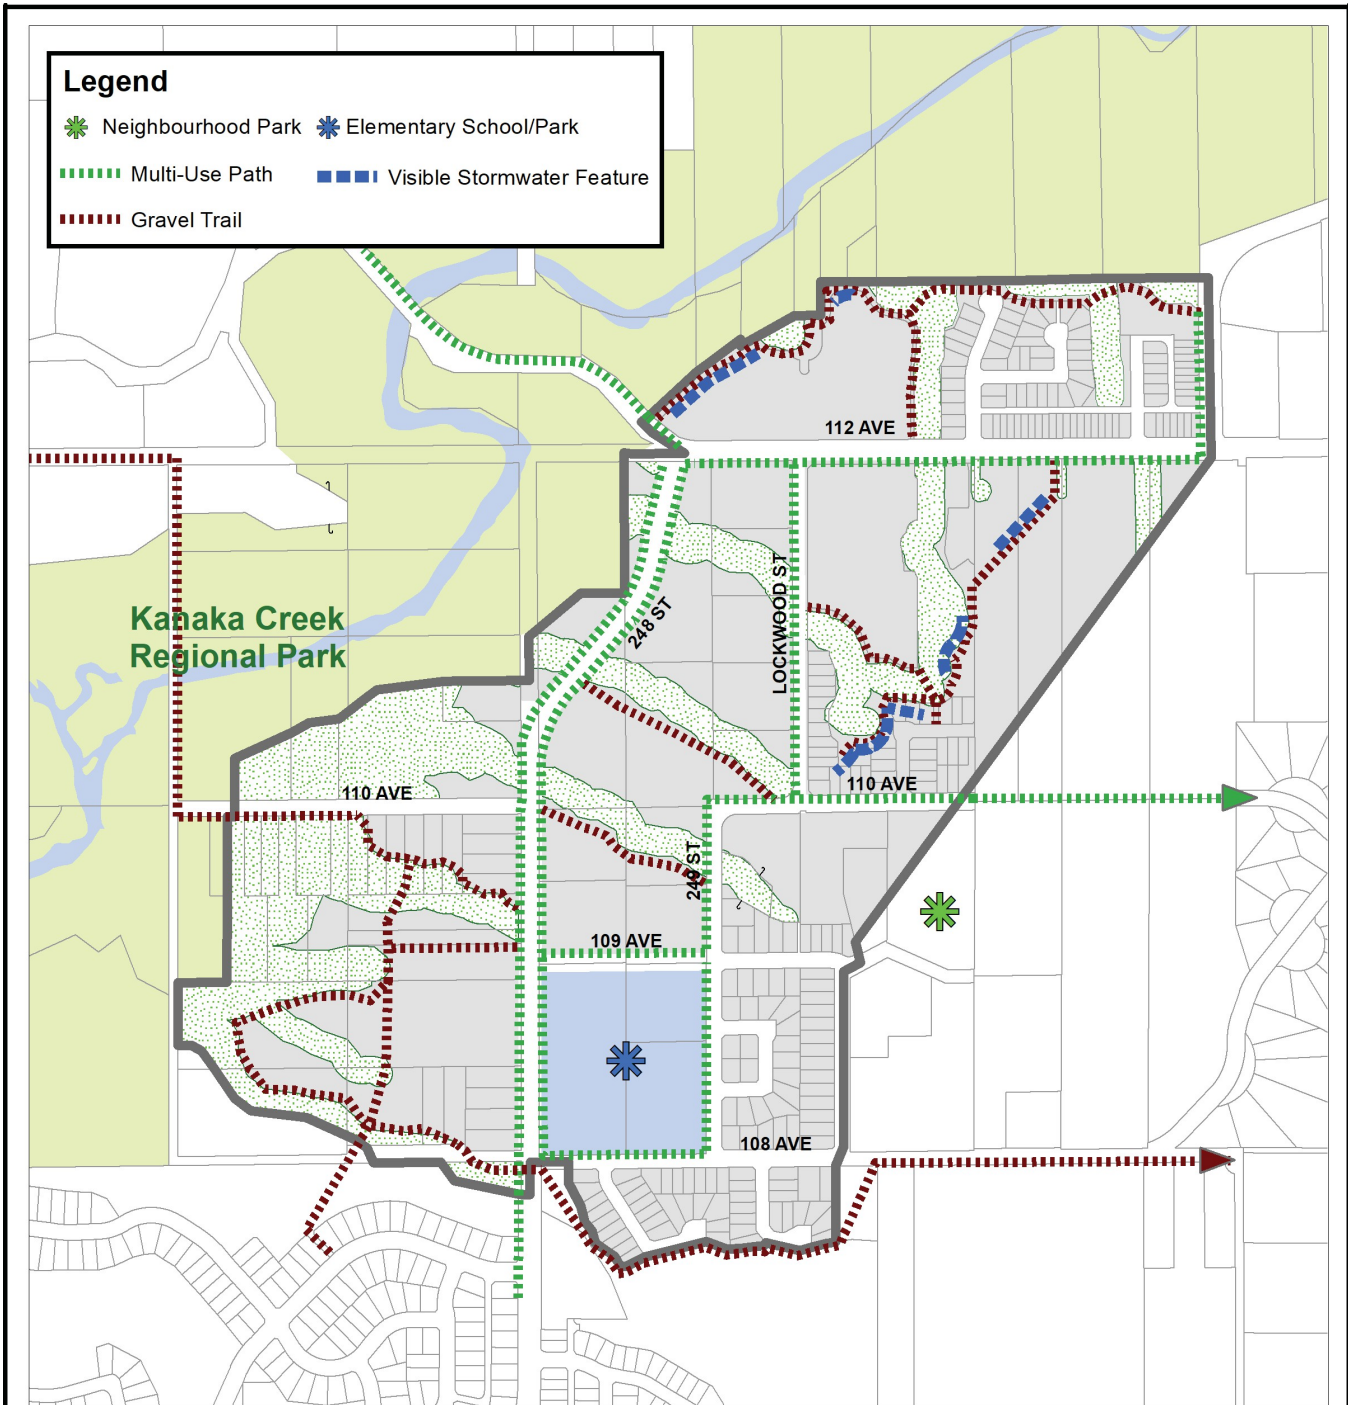 Legend
Neighbourhood Park
Elementary School/Park
Multi-Use Path
Visible Stormwater Feature
Gravel Trail
112 AVE
248 ST
LOCKWOOD ST
Kanaka Creek
Regional Park
110 AVE
110 AVE
249 ST
109 AVE
108 AVE